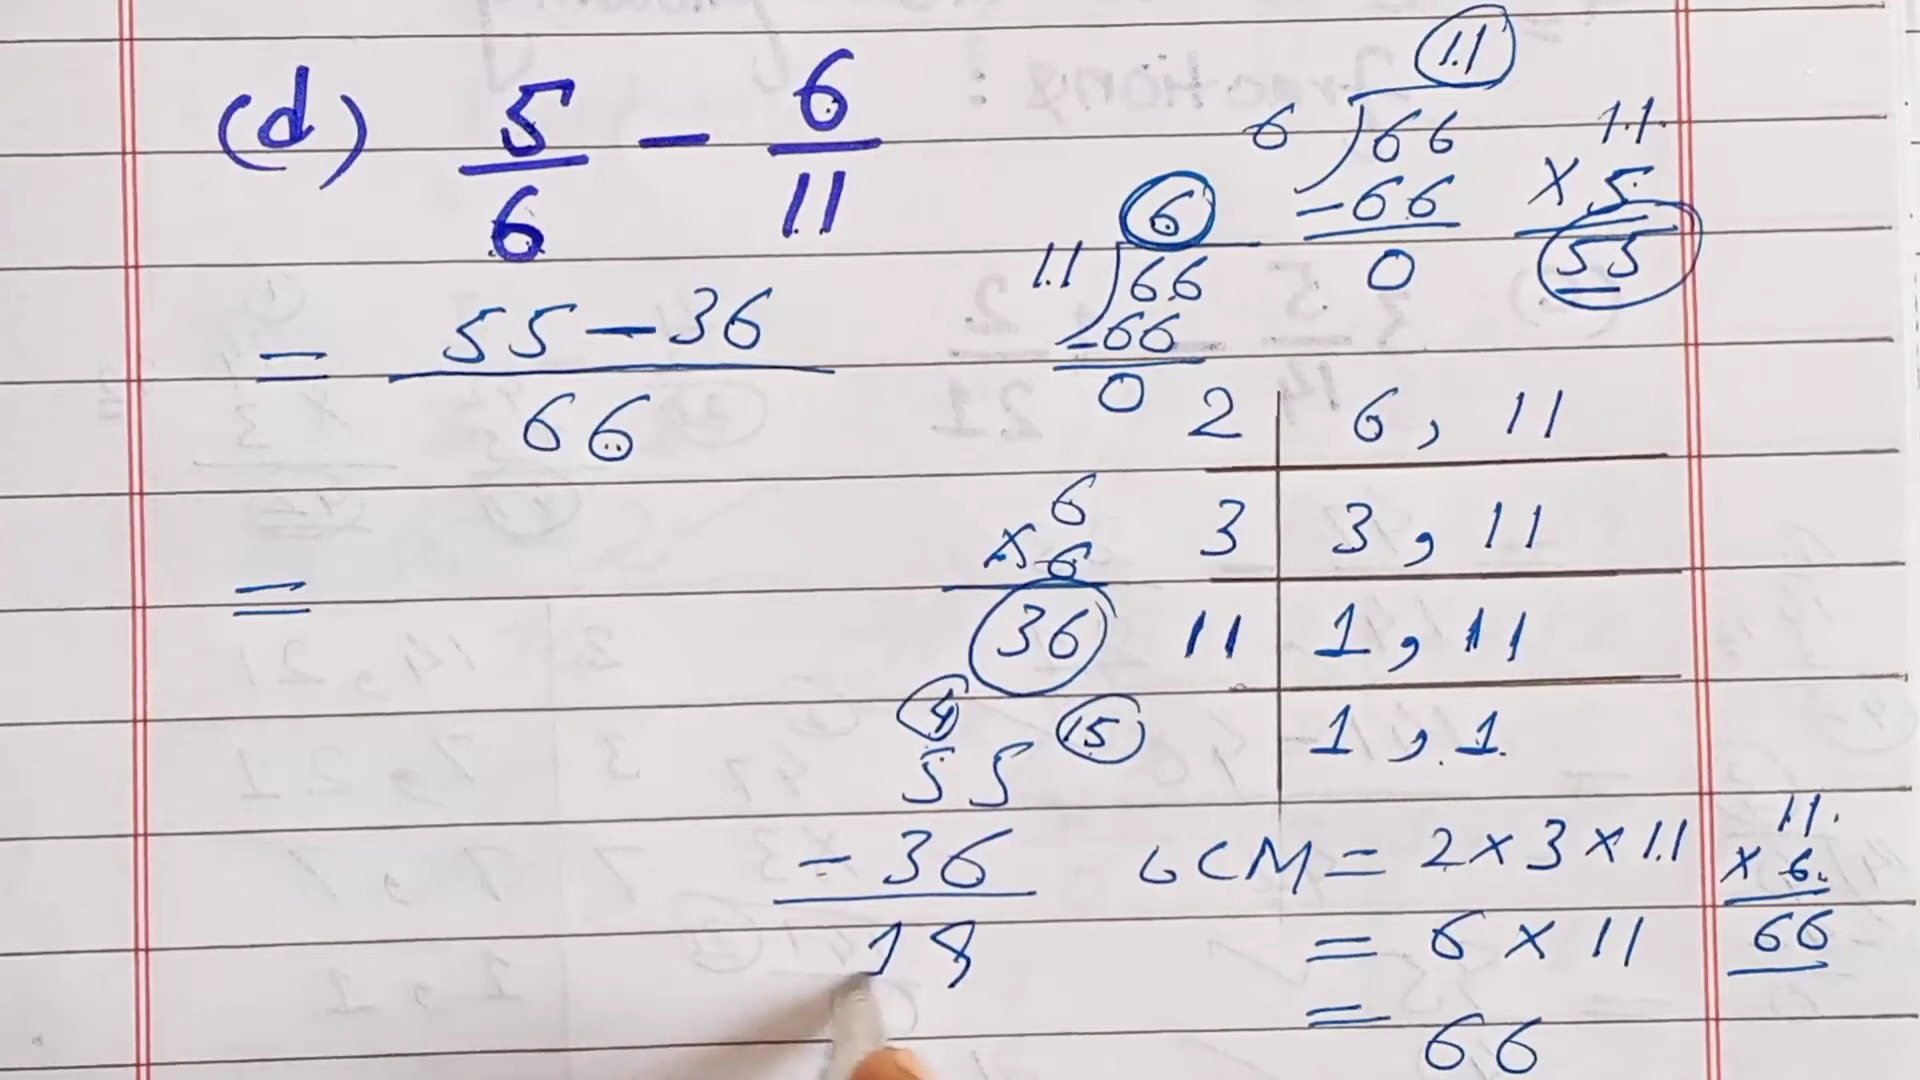 (d) 5/6 - 6/11
= 55 - 36 / 66
=
11
6 ) 66
- 66
0
11
× 5
55
6
11 ) 66
- 66
0
2 | 6, 11
3 | 3, 11
11 | 1, 11
1, 1
6
× 6
36
4 15
55
- 36
19
LCM = 2 × 3 × 11
= 6 × 11
= 66
11
× 6
66